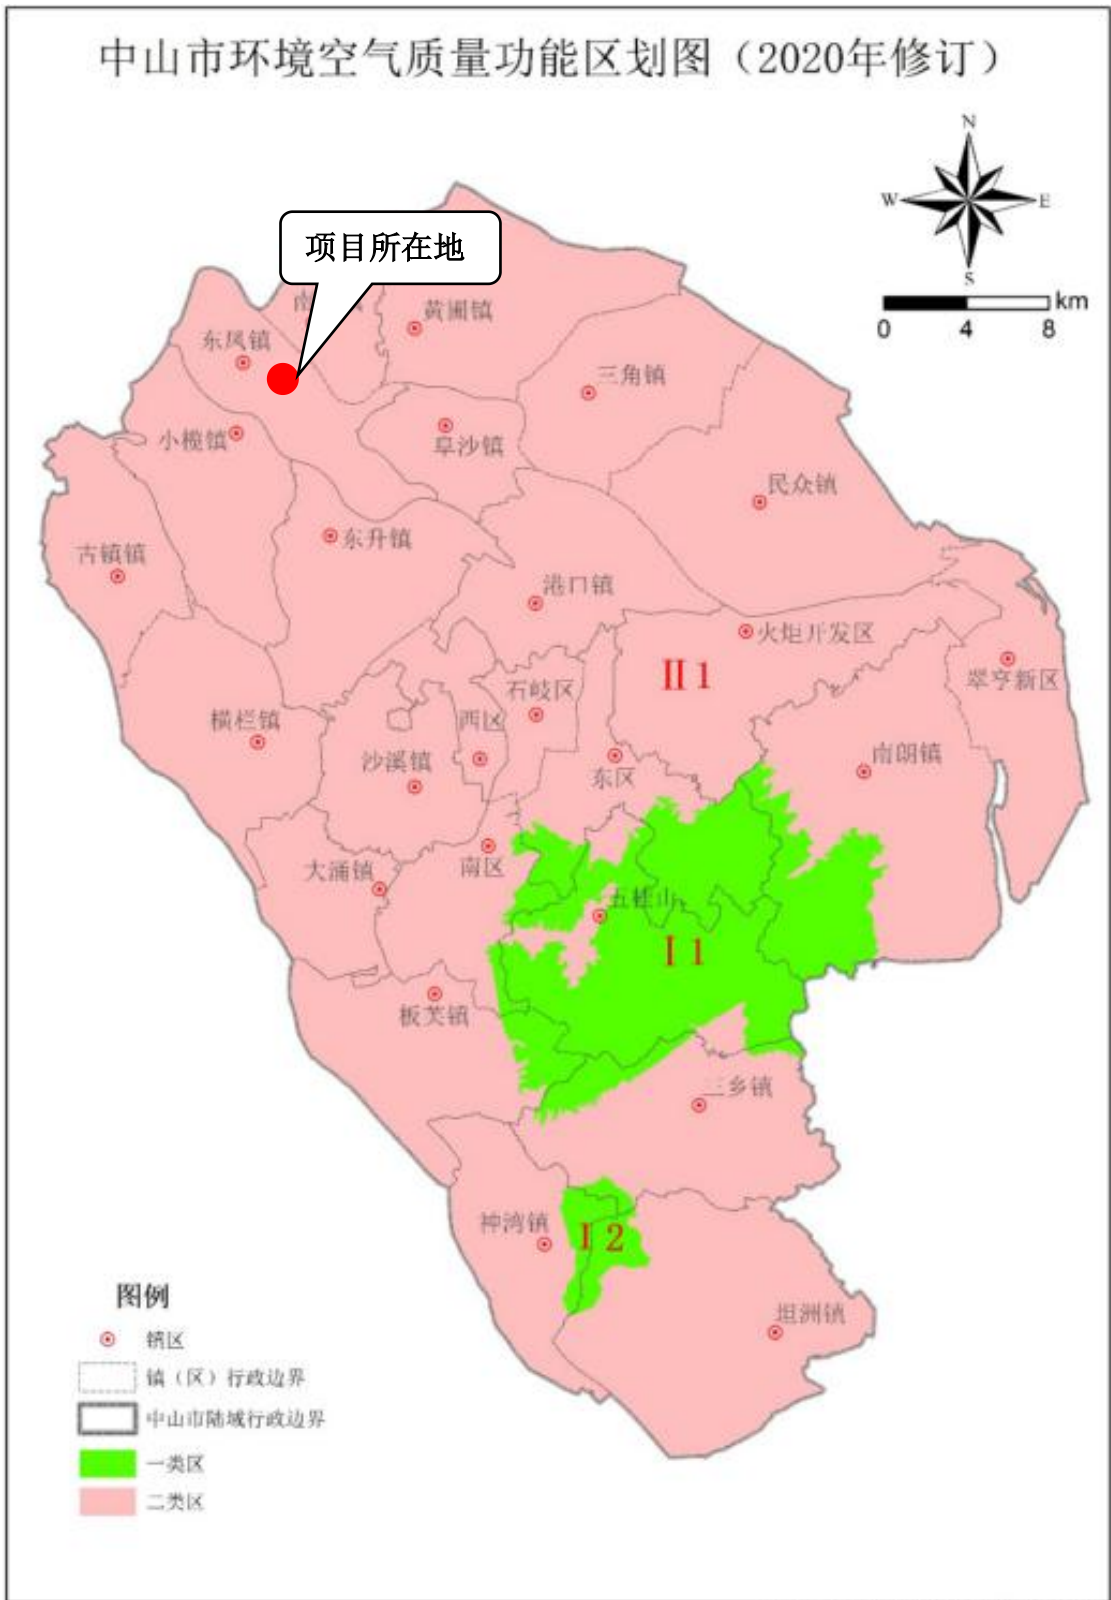 中山市环境空气质量功能区划图（2020年修订）
N
W
E
S
km
0 4 8
项目所在地
南
黄圃镇
东凤镇
三角镇
小榄镇
阜沙镇
民众镇
东升镇
古镇镇
港口镇
火炬开发区
II 1
翠亨新区
石岐区
横栏镇
西区
沙溪镇
东区
南朗镇
大涌镇
南区
五桂山
I 1
板芙镇
三乡镇
神湾镇
I 2
坦洲镇
图例
镇区
镇（区）行政边界
中山市陆域行政边界
一类区
二类区